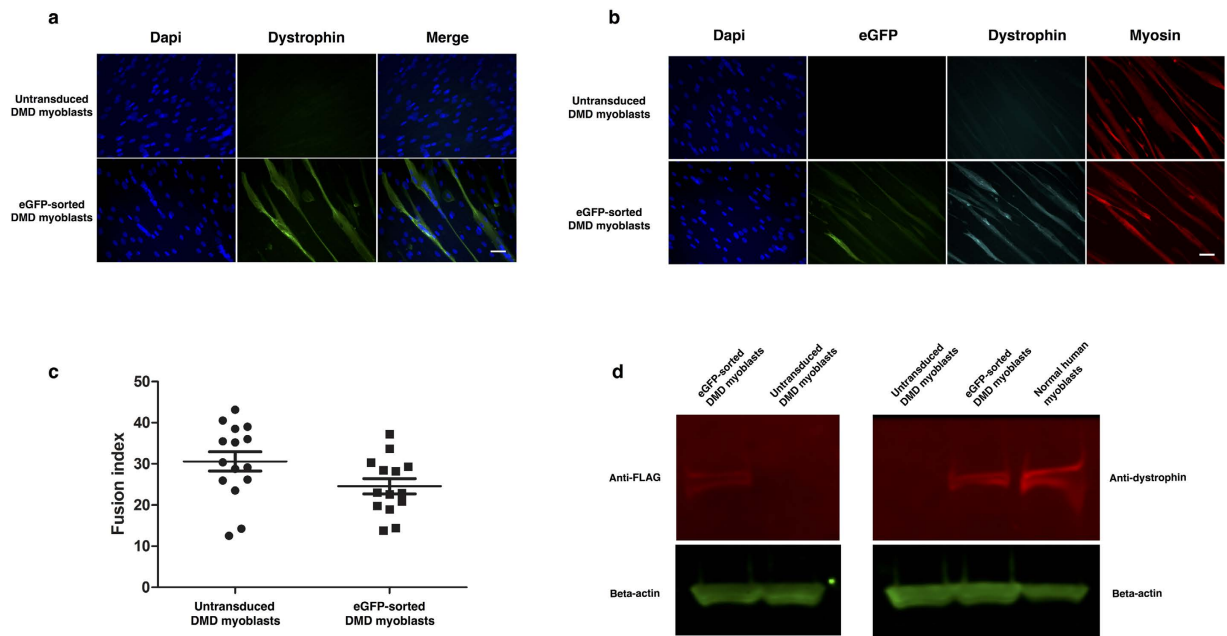 a
Dapi
Dystrophin
Merge
Untransduced
DMD myoblasts
eGFP-sorted
DMD myoblasts
b
Dapi
eGFP
Dystrophin
Myosin
Untransduced
DMD myoblasts
eGFP-sorted
DMD myoblasts
c
Fusion index
50
40
30
20
10
0
Untransduced
DMD myoblasts
eGFP-sorted
DMD myoblasts
d
eGFP-sorted
DMD myoblasts
Untransduced
DMD myoblasts
Untransduced
DMD myoblasts
eGFP-sorted
DMD myoblasts
Normal human
myoblasts
Anti-FLAG
Anti-dystrophin
Beta-actin
Beta-actin